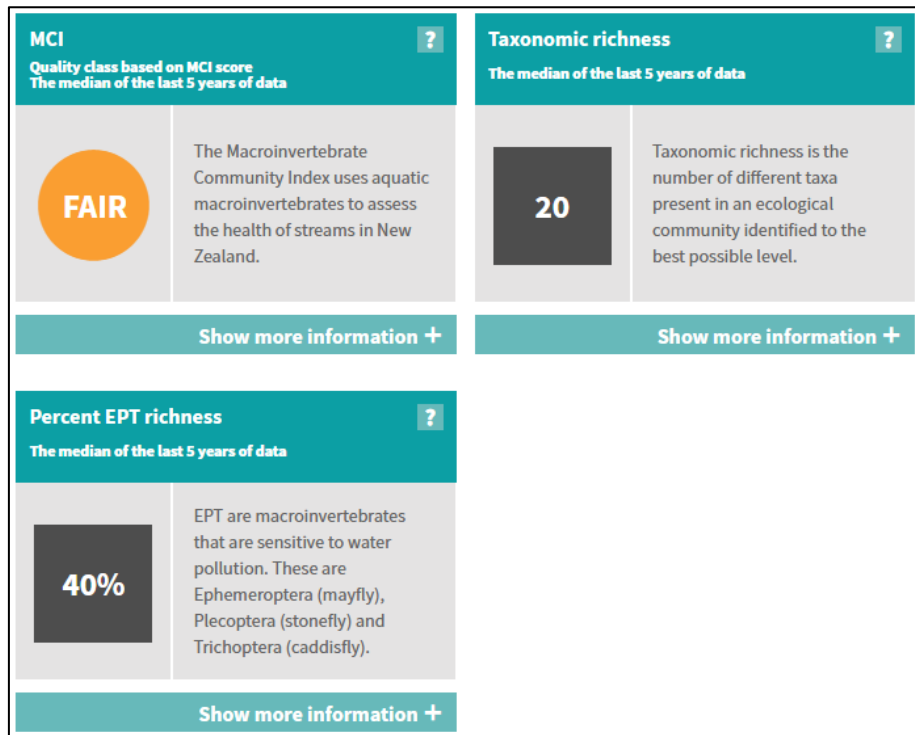 MCI
?
Quality class based on MCI score
The median of the last 5 years of data
FAIR
The Macroinvertebrate
Community Index uses aquatic
macroinvertebrates to assess
the health of streams in New
Zealand.
Show more information +
Taxonomic richness
?
The median of the last 5 years of data
20
Taxonomic richness is the
number of different taxa
present in an ecological
community identified to the
best possible level.
Show more information +
Percent EPT richness
?
The median of the last 5 years of data
40%
EPT are macroinvertebrates
that are sensitive to water
pollution. These are
Ephemeroptera (mayfly),
Plecoptera (stonefly) and
Trichoptera (caddisfly).
Show more information +